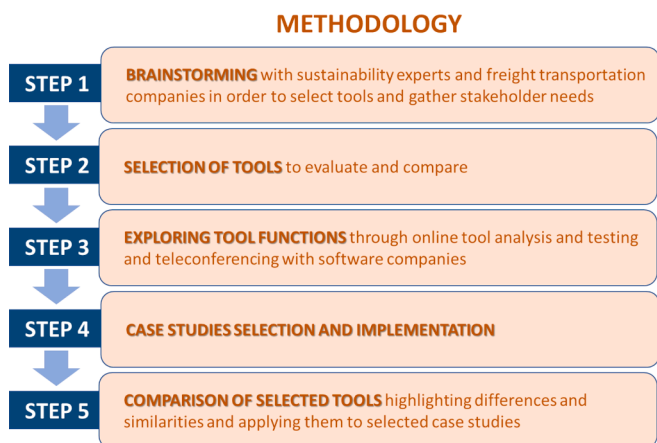 METHODOLOGY
STEP 1
BRAINSTORMING with sustainability experts and freight transportation
companies in order to select tools and gather stakeholder needs
STEP 2
SELECTION OF TOOLS to evaluate and compare
STEP 3
EXPLORING TOOL FUNCTIONS through online tool analysis and testing
and teleconferencing with software companies
STEP 4
CASE STUDIES SELECTION AND IMPLEMENTATION
STEP 5
COMPARISON OF SELECTED TOOLS highlighting differences and
similarities and applying them to selected case studies